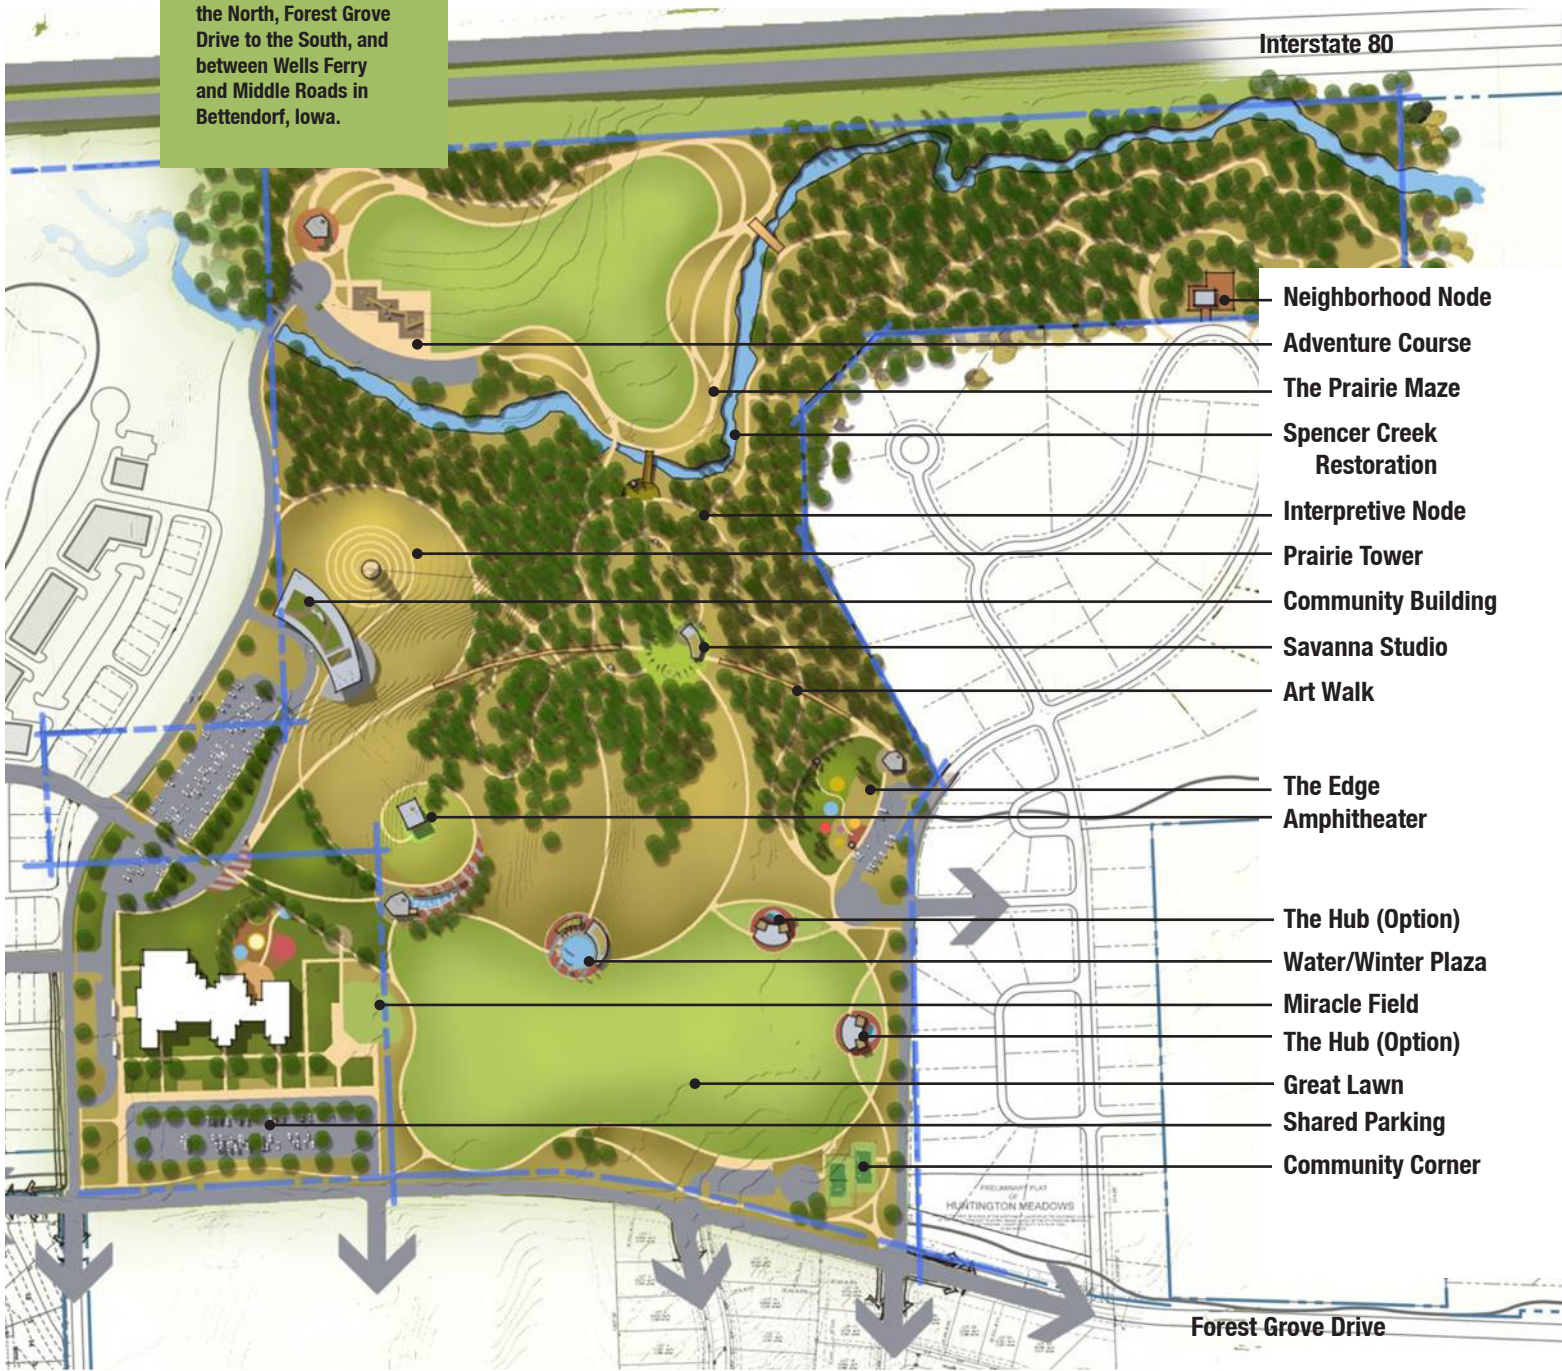 the North, Forest Grove
Drive to the South, and
between Wells Ferry
and Middle Roads in
Bettendorf, Iowa.
Interstate 80
Neighborhood Node
Adventure Course
The Prairie Maze
Spencer Creek
Restoration
Interpretive Node
Prairie Tower
Community Building
Savanna Studio
Art Walk
The Edge
Amphitheater
The Hub (Option)
Water/Winter Plaza
Miracle Field
The Hub (Option)
Great Lawn
Shared Parking
Community Corner
PRELIMINARY PLAT
OF
HUNTINGTON MEADOWS
Forest Grove Drive